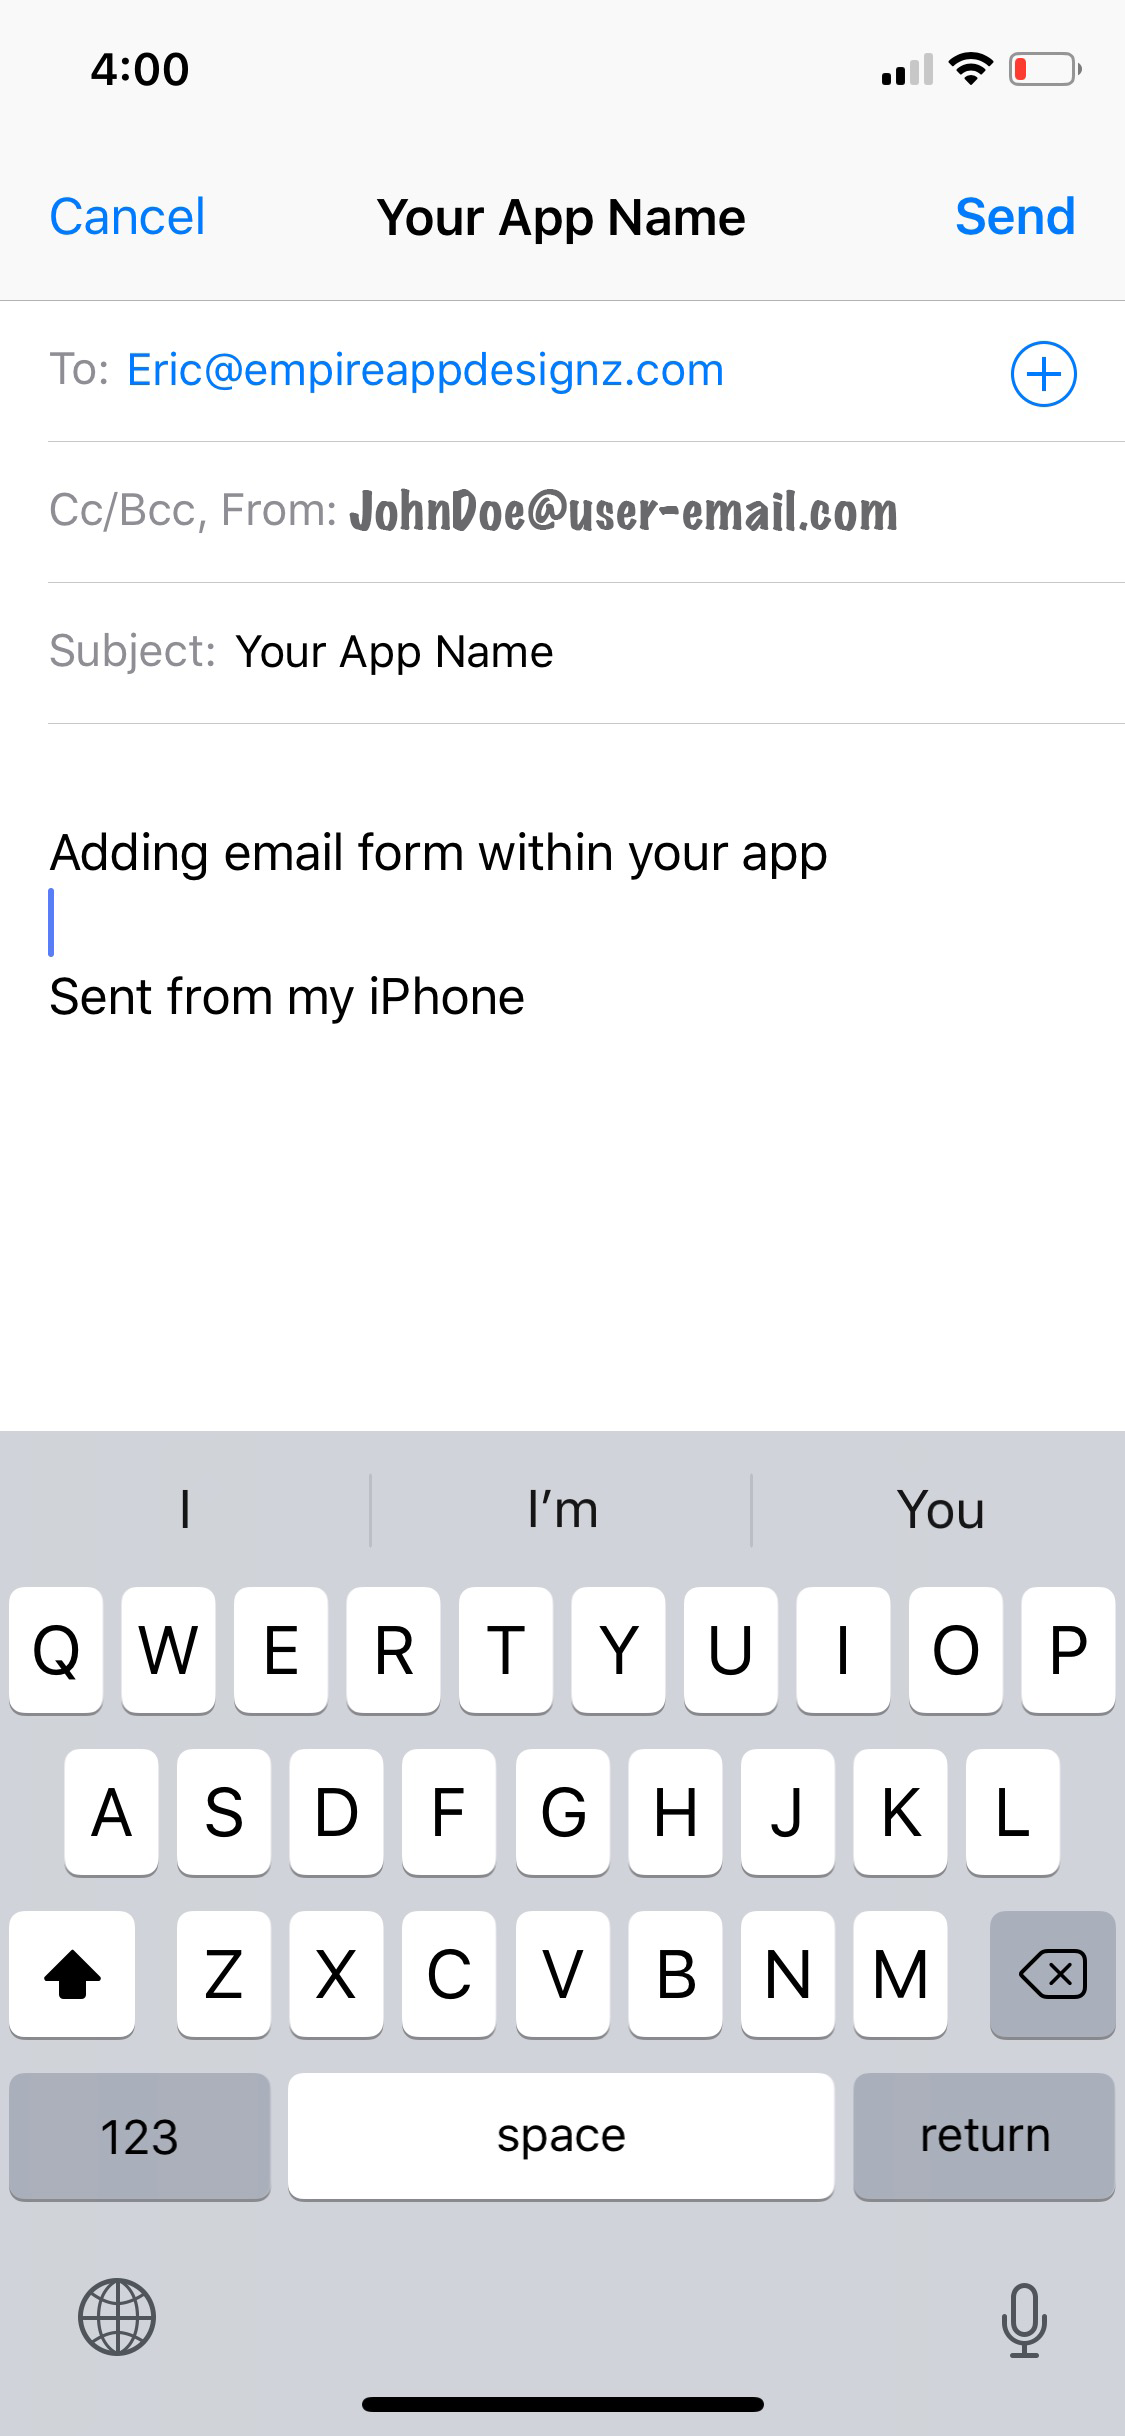 4:00
Cancel Your App Name Send
To: Eric@empireappdesignz.com
Cc/Bcc, From: JohnDoe@user-email.com
Subject: Your App Name
Adding email form within your app
Sent from my iPhone
I I’m You
Q W E R T Y U I O P
A S D F G H J K L
Z X C V B N M
123 space return